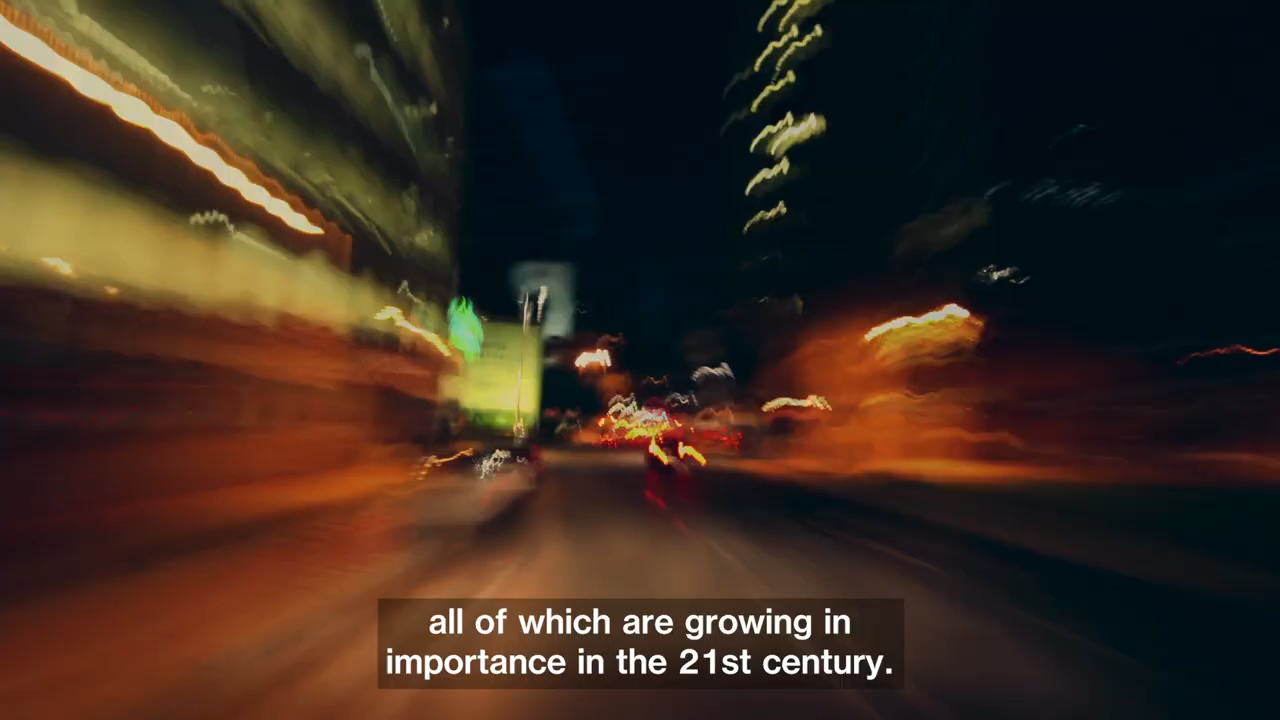 all of which are growing in
importance in the 21st century.